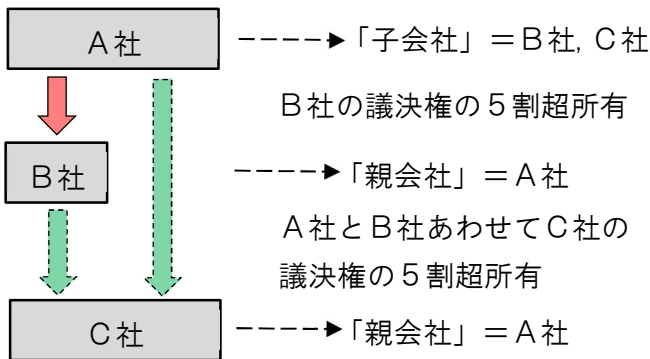 A社
「子会社」=B社, C社
B社の議決権の5割超所有
B社
「親会社」=A社
A社とB社あわせてC社の
議決権の5割超所有
C社
「親会社」=A社